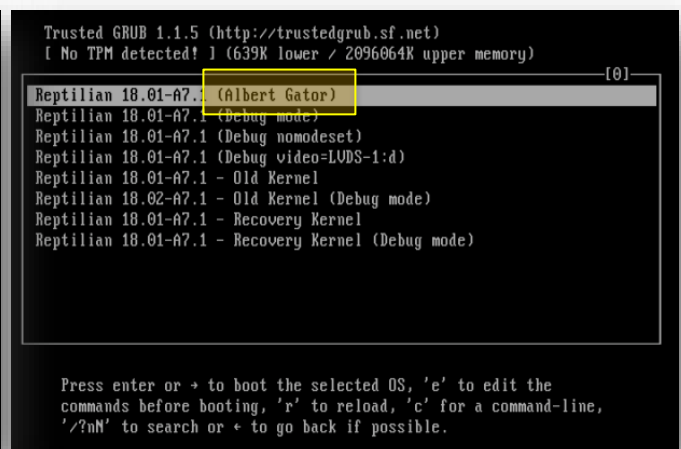 Trusted GRUB 1.1.5 (http://trustedgrub.sf.net)
[ No TPM detected! ] (639K lower / 2096064K upper memory)
[0]
Reptilian 18.01-A7.1 (Albert Gator)
Reptilian 18.01-A7.1 (Debug mode)
Reptilian 18.01-A7.1 (Debug nomodeset)
Reptilian 18.01-A7.1 (Debug video=LVDS-1:d)
Reptilian 18.01-A7.1 - Old Kernel
Reptilian 18.02-A7.1 - Old Kernel (Debug mode)
Reptilian 18.01-A7.1 - Recovery Kernel
Reptilian 18.01-A7.1 - Recovery Kernel (Debug mode)
Press enter or → to boot the selected OS, 'e' to edit the
commands before booting, 'r' to reload, 'c' for a command-line,
'/?nN' to search or ← to go back if possible.